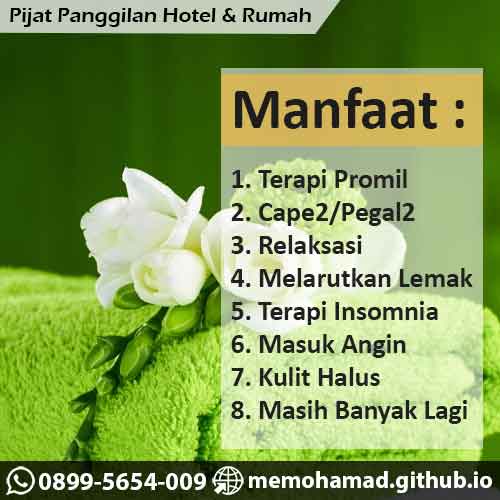 Pijat Panggilan Hotel & Rumah
Manfaat :
1. Terapi Promil
2. Cape2/Pegal2
3. Relaksasi
4. Melarutkan Lemak
5. Terapi Insomnia
6. Masuk Angin
7. Kulit Halus
8. Masih Banyak Lagi
0899-5654-009 memohamad.github.io